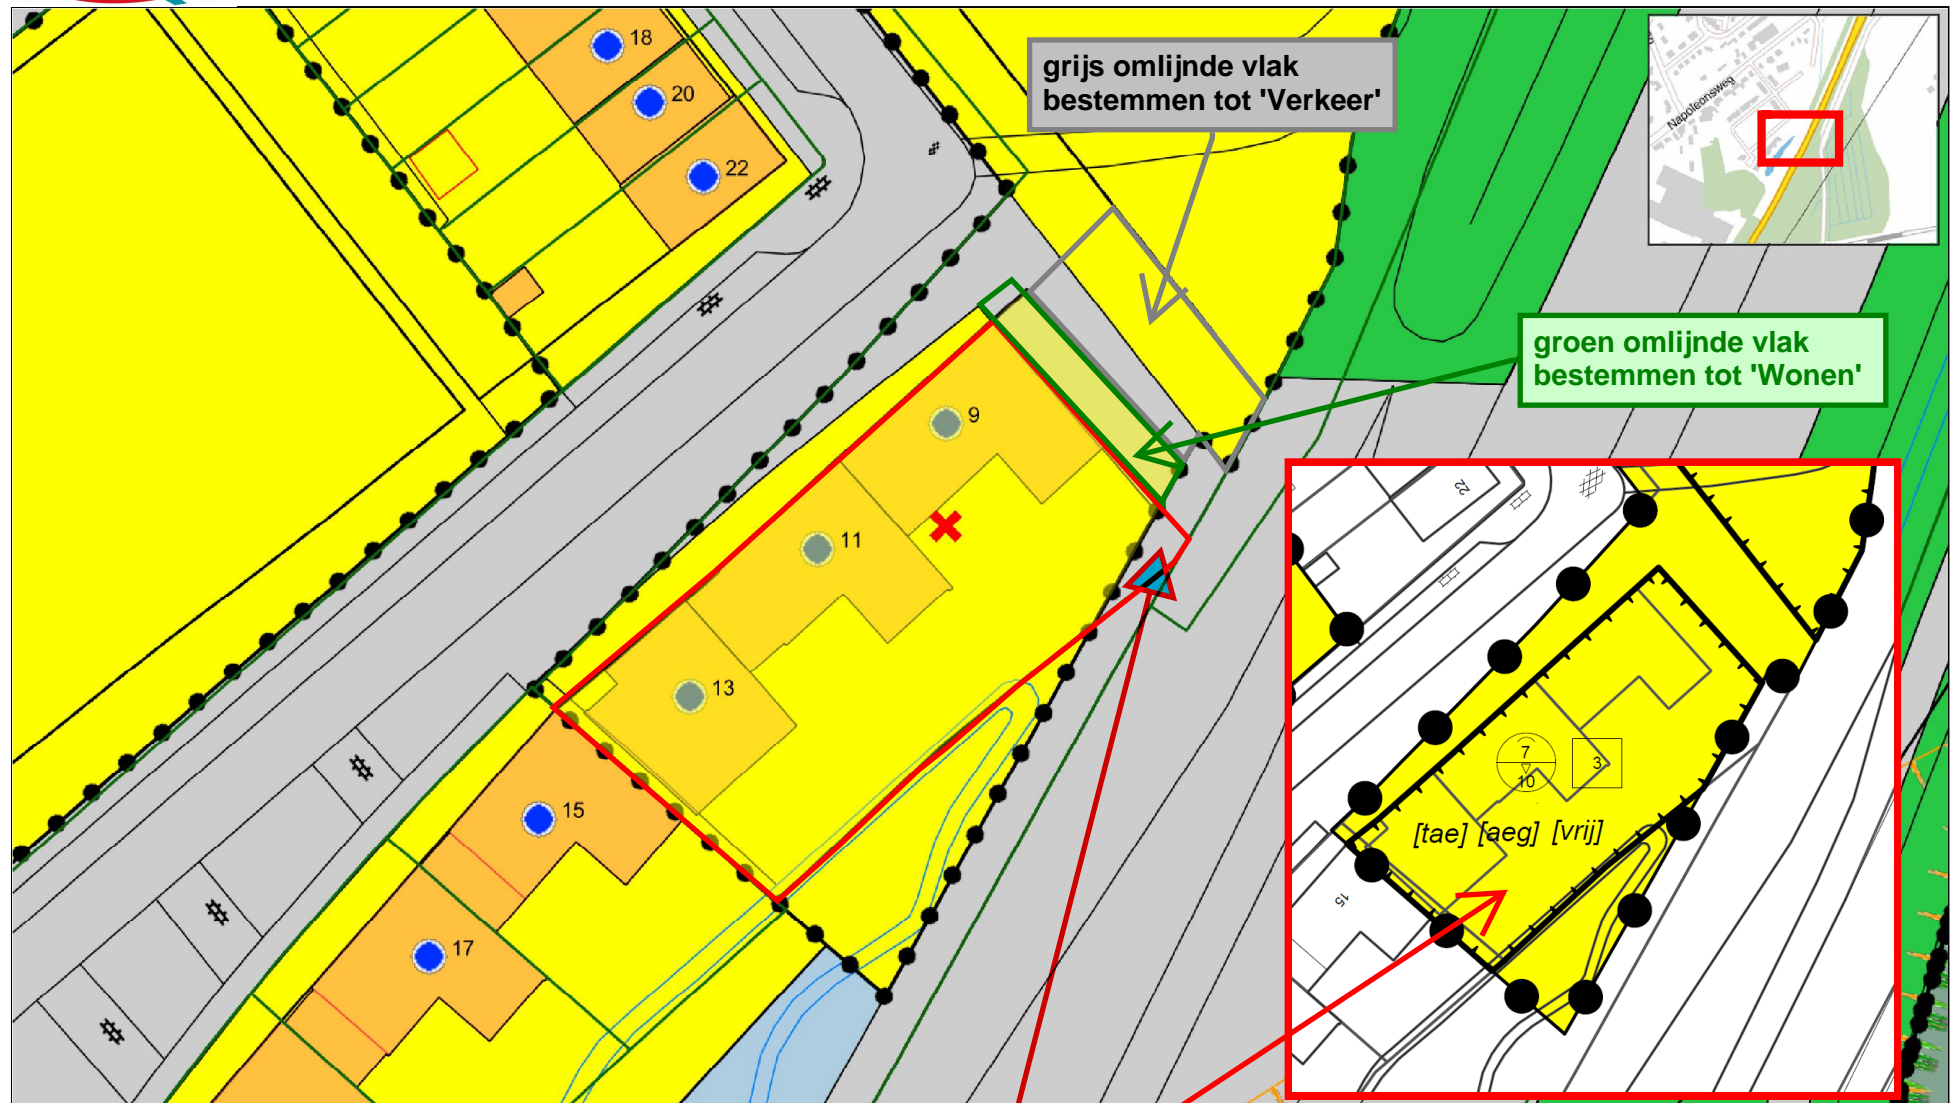 grijs omlijnde vlak
bestemmen tot 'Verkeer'
Napoleonsweg
groen omlijnde vlak
bestemmen tot 'Wonen'
18
20
22
9
11
13
15
17
22
7
10
3
[tae] [aeg] [vrij]
15